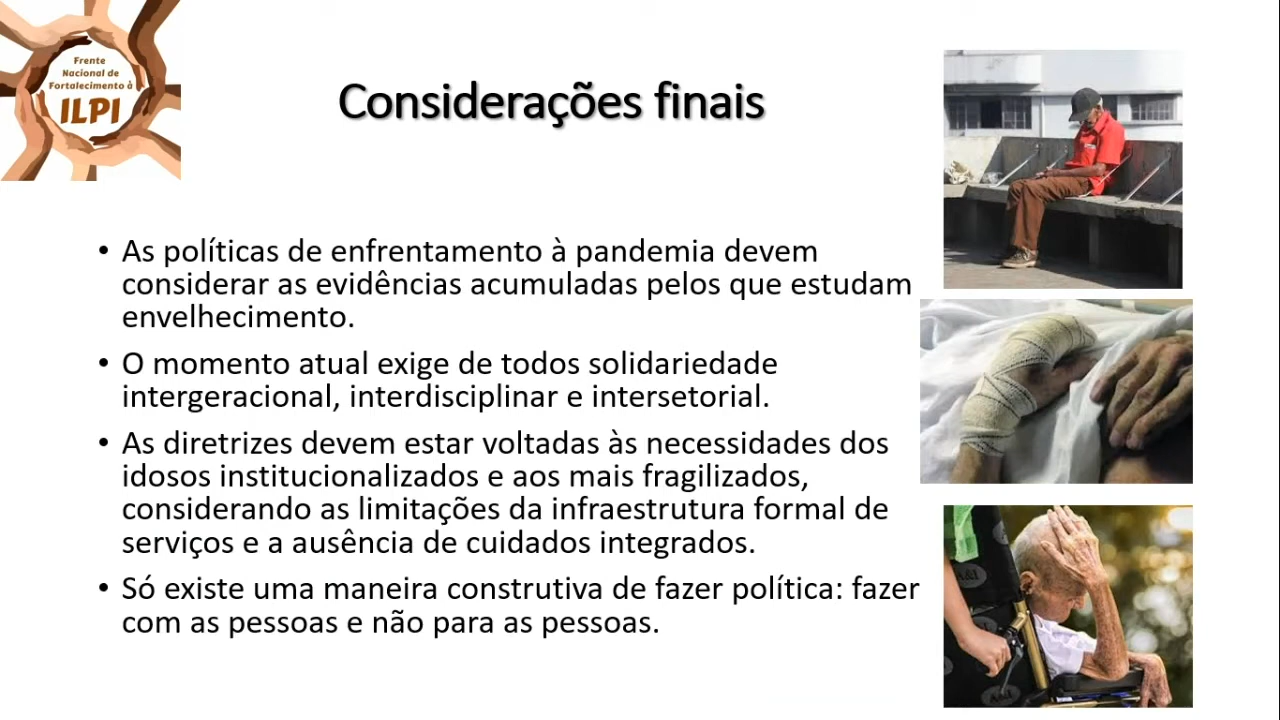 Frente
Nacional de
Fortalecimento à
ILPI
Considerações finais
• As políticas de enfrentamento à pandemia devem
considerar as evidências acumuladas pelos que estudam
envelhecimento.
• O momento atual exige de todos solidariedade
intergeracional, interdisciplinar e intersetorial.
• As diretrizes devem estar voltadas às necessidades dos
idosos institucionalizados e aos mais fragilizados,
considerando as limitações da infraestrutura formal de
serviços e a ausência de cuidados integrados.
• Só existe uma maneira construtiva de fazer política: fazer
com as pessoas e não para as pessoas.
A&I
A&I